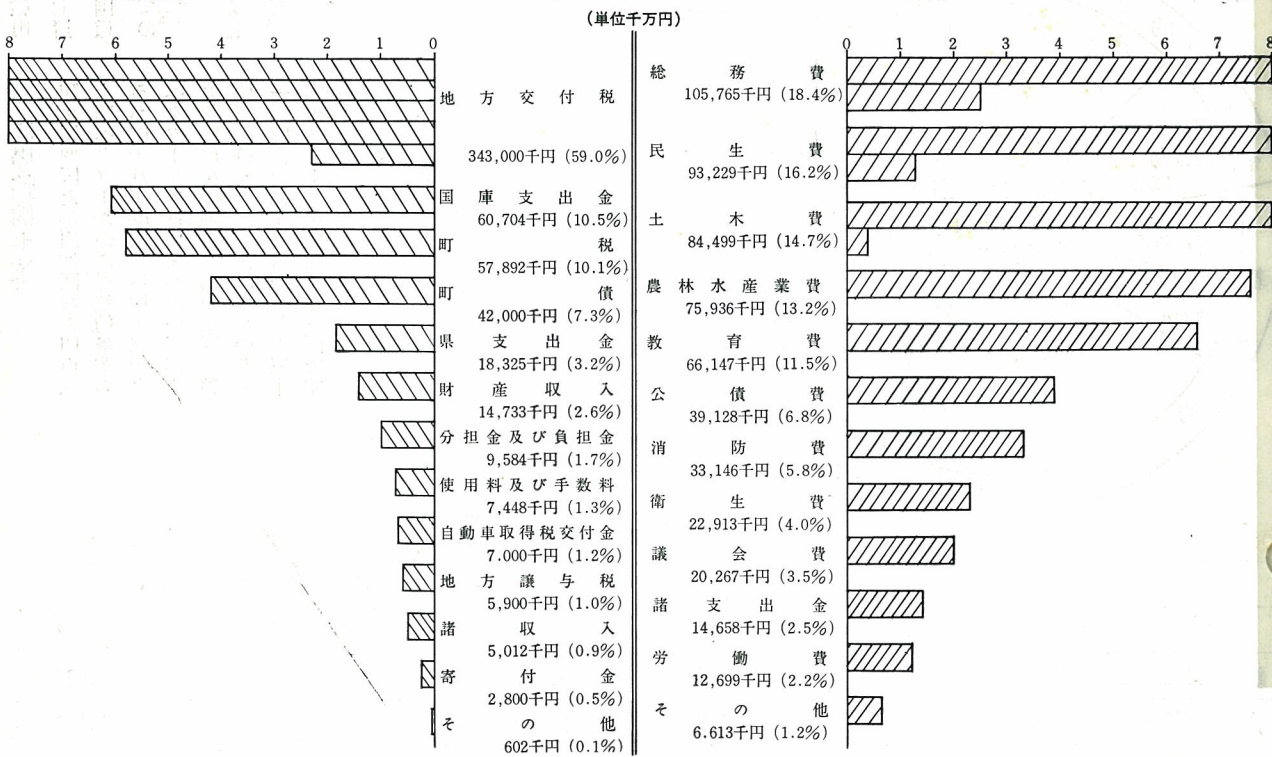 (単位千万円)
8 7 6 5 4 3 2 1 0
地方交付税
343,000千円 (59.0%)
国庫支出金
60,704千円 (10.5%)
町税
57,892千円 (10.1%)
町債
42,000千円 (7.3%)
県支出金
18,325千円 (3.2%)
財産収入
14,733千円 (2.6%)
分担金及び負担金
9,584千円 (1.7%)
使用料及び手数料
7,448千円 (1.3%)
自動車取得税交付金
7.000千円 (1.2%)
地方譲与税
5,900千円 (1.0%)
諸収入
5,012千円 (0.9%)
寄付金
2,800千円 (0.5%)
その他
602千円 (0.1%)
0 1 2 3 4 5 6 7 8
総務費
105,765千円 (18.4%)
民生費
93,229千円 (16.2%)
土木費
84,499千円 (14.7%)
農林水産業費
75,936千円 (13.2%)
教育費
66,147千円 (11.5%)
公債費
39,128千円 (6.8%)
消防費
33,146千円 (5.8%)
衛生費
22,913千円 (4.0%)
議会費
20,267千円 (3.5%)
諸支出金
14,658千円 (2.5%)
労働費
12,699千円 (2.2%)
その他
6.613千円 (1.2%)